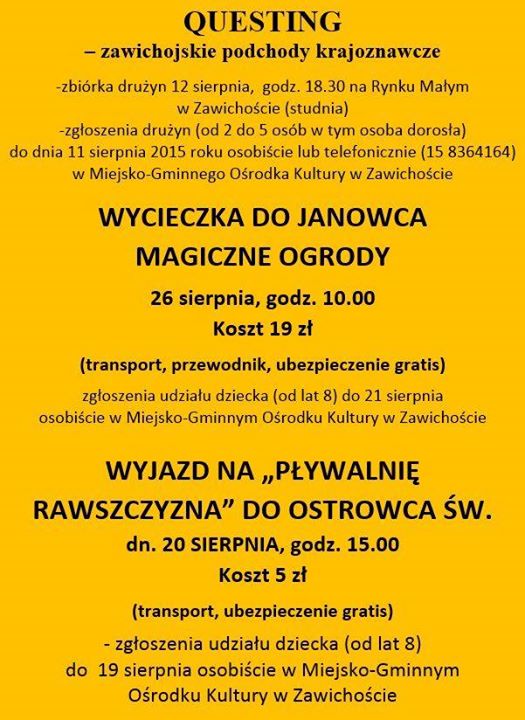 QUESTING
– zawichojskie podchody krajoznawcze
-zbiórka drużyn 12 sierpnia, godz. 18.30 na Rynku Małym
w Zawichoście (studnia)
-zgłoszenia drużyn (od 2 do 5 osób w tym osoba dorosła)
do dnia 11 sierpnia 2015 roku osobiście lub telefonicznie (15 8364164)
w Miejsko-Gminnego Ośrodka Kultury w Zawichoście
WYCIECZKA DO JANOWCA
MAGICZNE OGRODY
26 sierpnia, godz. 10.00
Koszt 19 zł
(transport, przewodnik, ubezpieczenie gratis)
zgłoszenia udziału dziecka (od lat 8) do 21 sierpnia
osobiście w Miejsko-Gminnym Ośrodku Kultury w Zawichoście
WYJAZD NA „PŁYWALNIĘ
RAWSZCZYZNA” DO OSTROWCA ŚW.
dn. 20 SIERPNIA, godz. 15.00
Koszt 5 zł
(transport, ubezpieczenie gratis)
- zgłoszenia udziału dziecka (od lat 8)
do 19 sierpnia osobiście w Miejsko-Gminnym
Ośrodku Kultury w Zawichoście